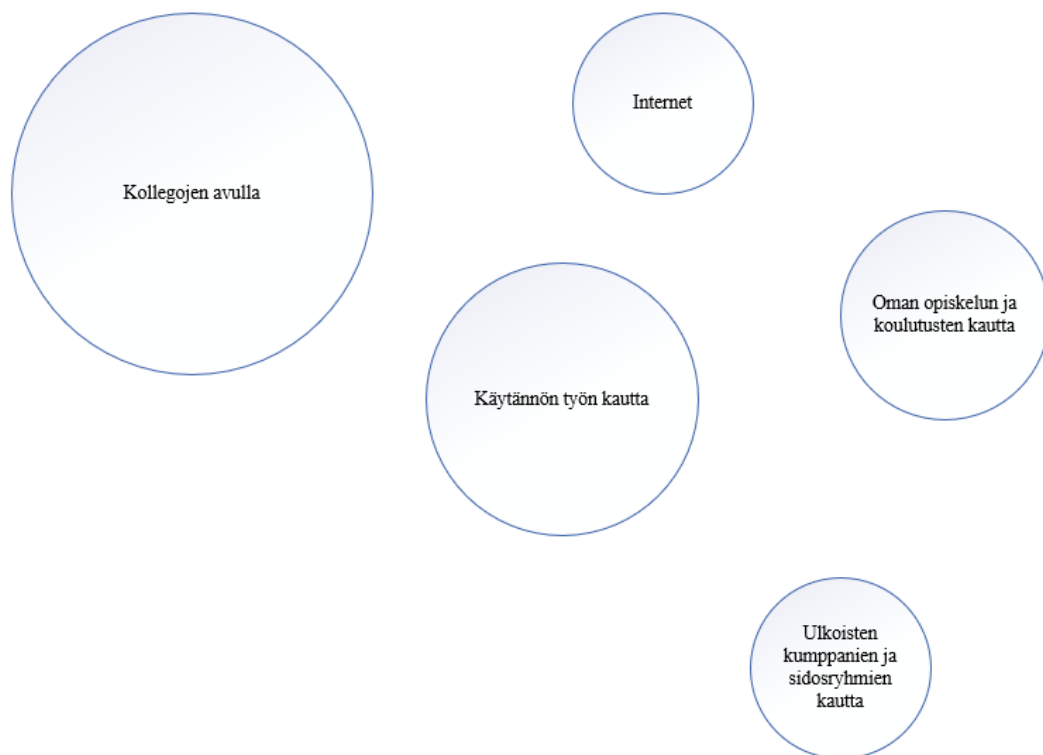 Internet
Kollegojen avulla
Oman opiskelun ja
koulutusten kautta
Käytännön työn kautta
Ulkoisten
kumppanien ja
sidosryhmien
kautta